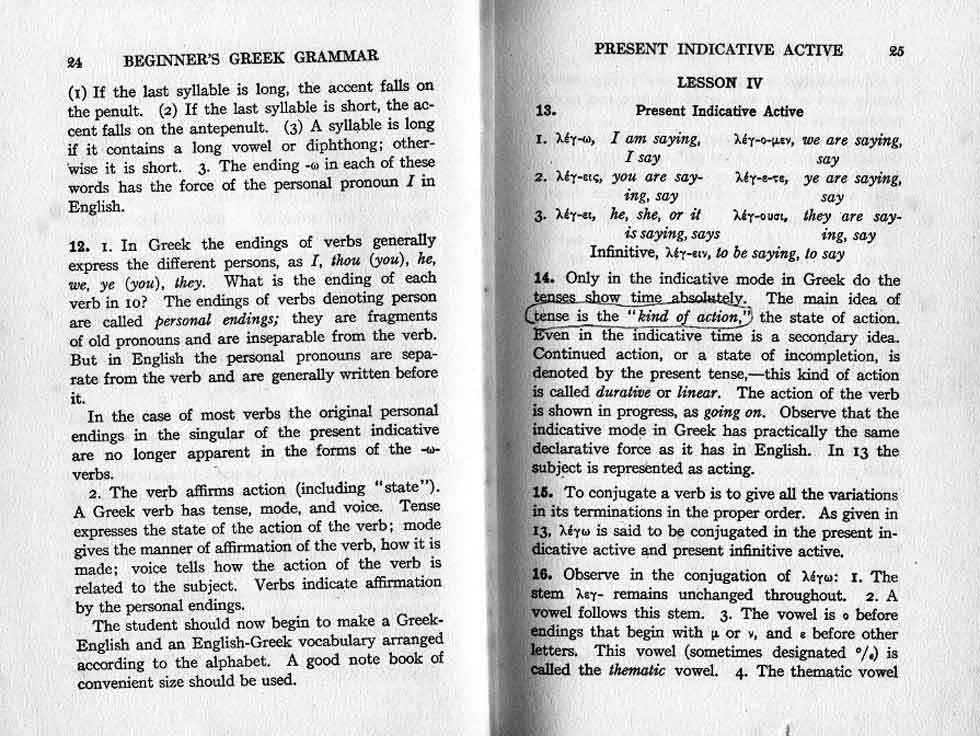 24 BEGINNER'S GREEK GRAMMAR
(1) If the last syllable is long, the accent falls on
the penult. (2) If the last syllable is short, the ac-
cent falls on the antepenult. (3) A syllable is long
if it contains a long vowel or diphthong; other-
wise it is short. 3. The ending -ω in each of these
words has the force of the personal pronoun I in
English.
12. 1. In Greek the endings of verbs generally
express the different persons, as I, thou (you), he,
we, ye (you), they. What is the ending of each
verb in 10? The endings of verbs denoting person
are called personal endings; they are fragments
of old pronouns and are inseparable from the verb.
But in English the personal pronouns are sepa-
rate from the verb and are generally written before
it.
In the case of most verbs the original personal
endings in the singular of the present indicative
are no longer apparent in the forms of the -ω-
verbs.
2. The verb affirms action (including "state").
A Greek verb has tense, mode, and voice. Tense
expresses the state of the action of the verb; mode
gives the manner of affirmation of the verb, how it is
made; voice tells how the action of the verb is
related to the subject. Verbs indicate affirmation
by the personal endings.
The student should now begin to make a Greek-
English and an English-Greek vocabulary arranged
according to the alphabet. A good note book of
convenient size should be used.
PRESENT INDICATIVE ACTIVE 25
LESSON IV
13. Present Indicative Active
1. λέγ-ω, I am saying, λέγ-ο-μεν, we are saying,
I say say
2. λέγ-εις, you are say- λέγ-ε-τε, ye are saying,
ing, say say
3. λέγ-ει, he, she, or it λέγ-ουσι, they are say-
is saying, says ing, say
Infinitive, λέγ-ειν, to be saying, to say
14. Only in the indicative mode in Greek do the
tenses show time absolutely. The main idea of
tense is the "kind of action," the state of action.
Even in the indicative time is a secondary idea.
Continued action, or a state of incompletion, is
denoted by the present tense,—this kind of action
is called durative or linear. The action of the verb
is shown in progress, as going on. Observe that the
indicative mode in Greek has practically the same
declarative force as it has in English. In 13 the
subject is represented as acting.
15. To conjugate a verb is to give all the variations
in its terminations in the proper order. As given in
13, λέγω is said to be conjugated in the present in-
dicative active and present infinitive active.
16. Observe in the conjugation of λέγω: 1. The
stem λεγ- remains unchanged throughout. 2. A
vowel follows this stem. 3. The vowel is ο before
endings that begin with μ or ν, and ε before other
letters. This vowel (sometimes designated ο/ε) is
called the thematic vowel. 4. The thematic vowel